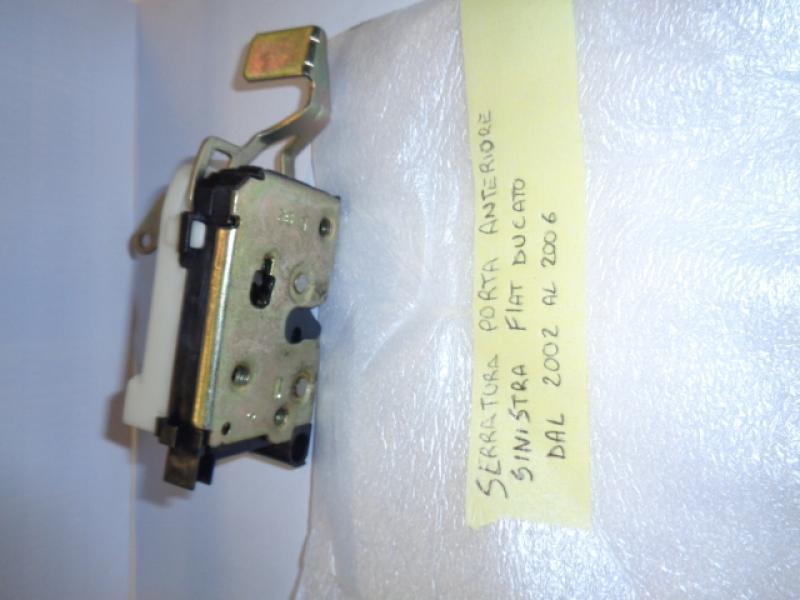 SERRATURA PORTA ANTERIORE
SINISTRA FIAT DUCATO
DAL 2002 AL 2006